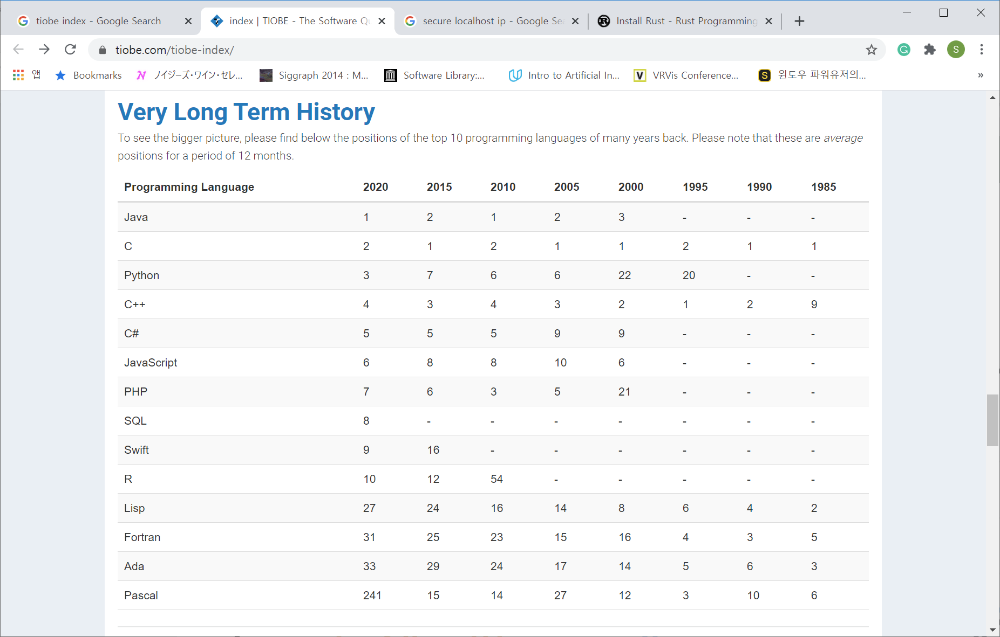 tiobe index - Google Search
index | TIOBE - The Software Qu
secure localhost ip - Google Sea
Install Rust - Rust Programming
tiobe.com/tiobe-index/
S
앱
Bookmarks
ノイジーズ・ワイン・セレ...
Siggraph 2014 : M...
Software Library:...
Intro to Artificial In...
VRVis Conference...
윈도우 파워유저의...
»
Very Long Term History
To see the bigger picture, please find below the positions of the top 10 programming languages of many years back. Please note that these are average
positions for a period of 12 months.
Programming Language 2020 2015 2010 2005 2000 1995 1990 1985
Java 1 2 1 2 3 - - -
C 2 1 2 1 1 2 1 1
Python 3 7 6 6 22 20 - -
C++ 4 3 4 3 2 1 2 9
C# 5 5 5 9 9 - - -
JavaScript 6 8 8 10 6 - - -
PHP 7 6 3 5 21 - - -
SQL 8 - - - - - - -
Swift 9 16 - - - - - -
R 10 12 54 - - - - -
Lisp 27 24 16 14 8 6 4 2
Fortran 31 25 23 15 16 4 3 5
Ada 33 29 24 17 14 5 6 3
Pascal 241 15 14 27 12 3 10 6